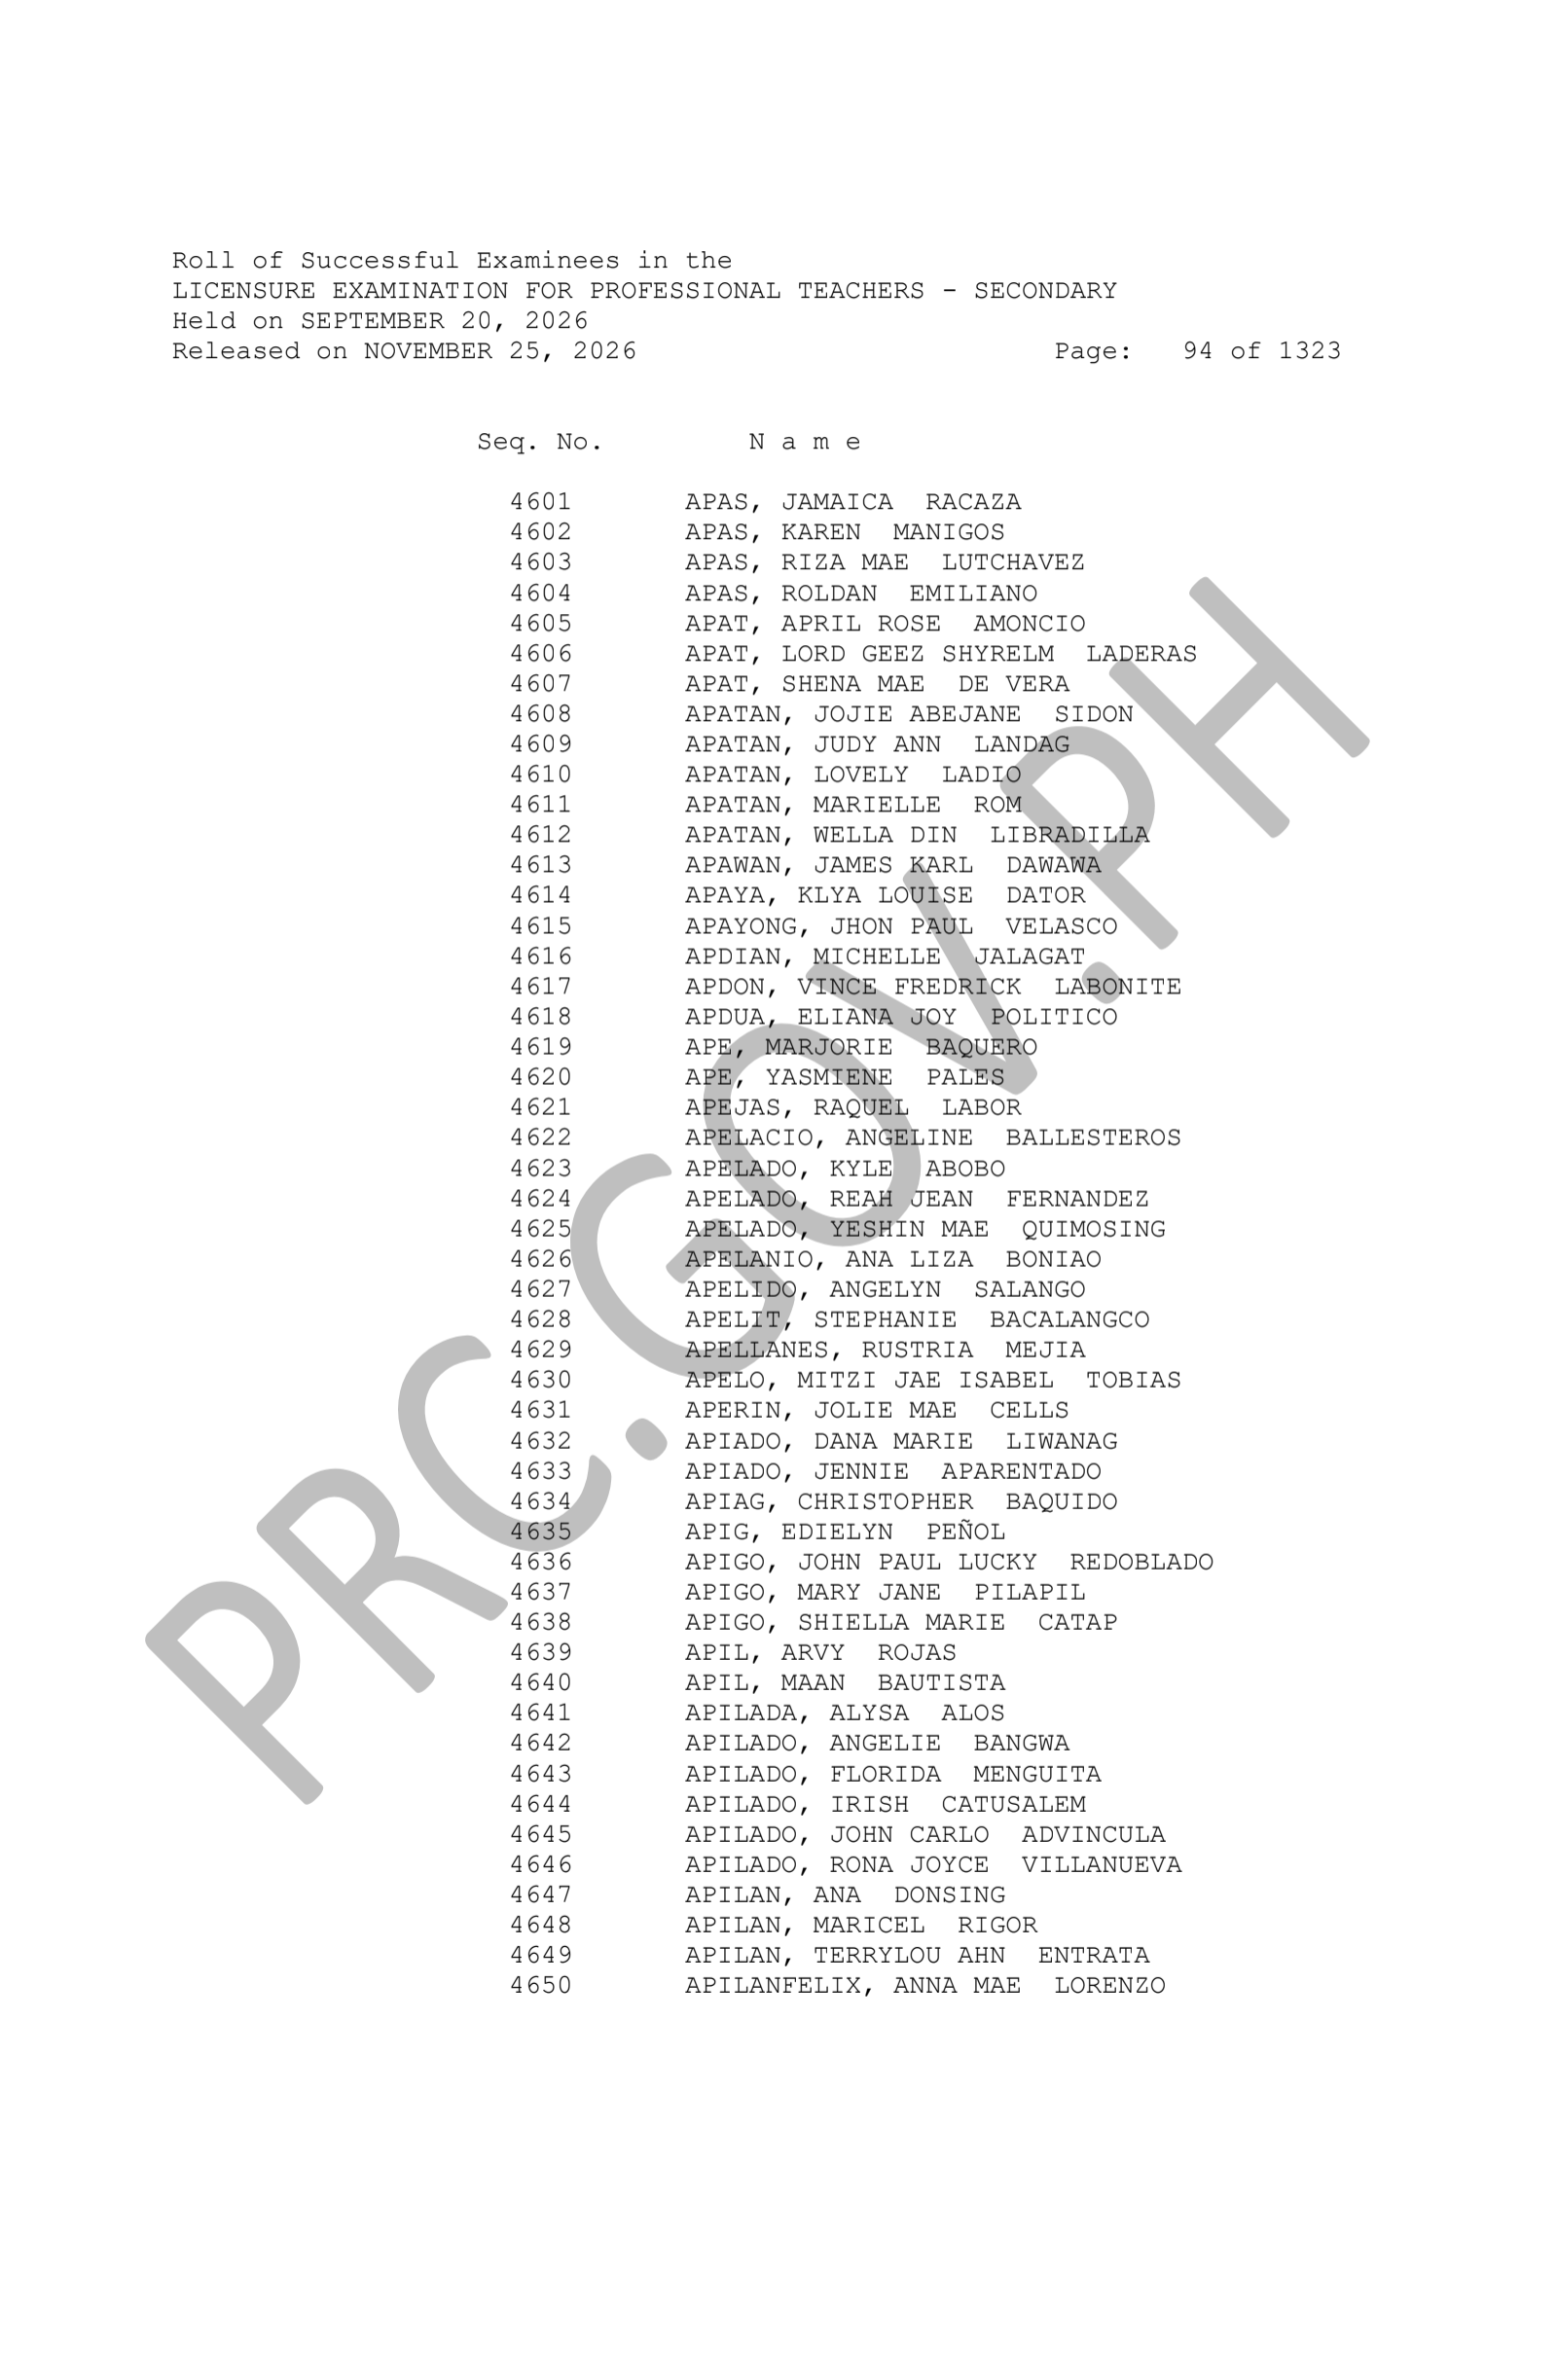 Roll of Successful Examinees in the
LICENSURE EXAMINATION FOR PROFESSIONAL TEACHERS - SECONDARY
Held on SEPTEMBER 20, 2026
Released on NOVEMBER 25, 2026 Page: 94 of 1323
Seq. No. N a m e
4601 APAS, JAMAICA RACAZA
4602 APAS, KAREN MANIGOS
4603 APAS, RIZA MAE LUTCHAVEZ
4604 APAS, ROLDAN EMILIANO
4605 APAT, APRIL ROSE AMONCIO
4606 APAT, LORD GEEZ SHYRELM LADERAS
4607 APAT, SHENA MAE DE VERA
4608 APATAN, JOJIE ABEJANE SIDON
4609 APATAN, JUDY ANN LANDAG
4610 APATAN, LOVELY LADIO
4611 APATAN, MARIELLE ROM
4612 APATAN, WELLA DIN LIBRADILLA
4613 APAWAN, JAMES KARL DAWAWA
4614 APAYA, KLYA LOUISE DATOR
4615 APAYONG, JHON PAUL VELASCO
4616 APDIAN, MICHELLE JALAGAT
4617 APDON, VINCE FREDRICK LABONITE
4618 APDUA, ELIANA JOY POLITICO
4619 APE, MARJORIE BAQUERO
4620 APE, YASMIENE PALES
4621 APEJAS, RAQUEL LABOR
4622 APELACIO, ANGELINE BALLESTEROS
4623 APELADO, KYLE ABOBO
4624 APELADO, REAH JEAN FERNANDEZ
4625 APELADO, YESHIN MAE QUIMOSING
4626 APELANIO, ANA LIZA BONIAO
4627 APELIDO, ANGELYN SALANGO
4628 APELIT, STEPHANIE BACALANGCO
4629 APELLANES, RUSTRIA MEJIA
4630 APELO, MITZI JAE ISABEL TOBIAS
4631 APERIN, JOLIE MAE CELLS
4632 APIADO, DANA MARIE LIWANAG
4633 APIADO, JENNIE APARENTADO
4634 APIAG, CHRISTOPHER BAQUIDO
4635 APIG, EDIELYN PEÑOL
4636 APIGO, JOHN PAUL LUCKY REDOBLADO
4637 APIGO, MARY JANE PILAPIL
4638 APIGO, SHIELLA MARIE CATAP
4639 APIL, ARVY ROJAS
4640 APIL, MAAN BAUTISTA
4641 APILADA, ALYSA ALOS
4642 APILADO, ANGELIE BANGWA
4643 APILADO, FLORIDA MENGUITA
4644 APILADO, IRISH CATUSALEM
4645 APILADO, JOHN CARLO ADVINCULA
4646 APILADO, RONA JOYCE VILLANUEVA
4647 APILAN, ANA DONSING
4648 APILAN, MARICEL RIGOR
4649 APILAN, TERRYLOU AHN ENTRATA
4650 APILANFELIX, ANNA MAE LORENZO
PRC.GOV.PH